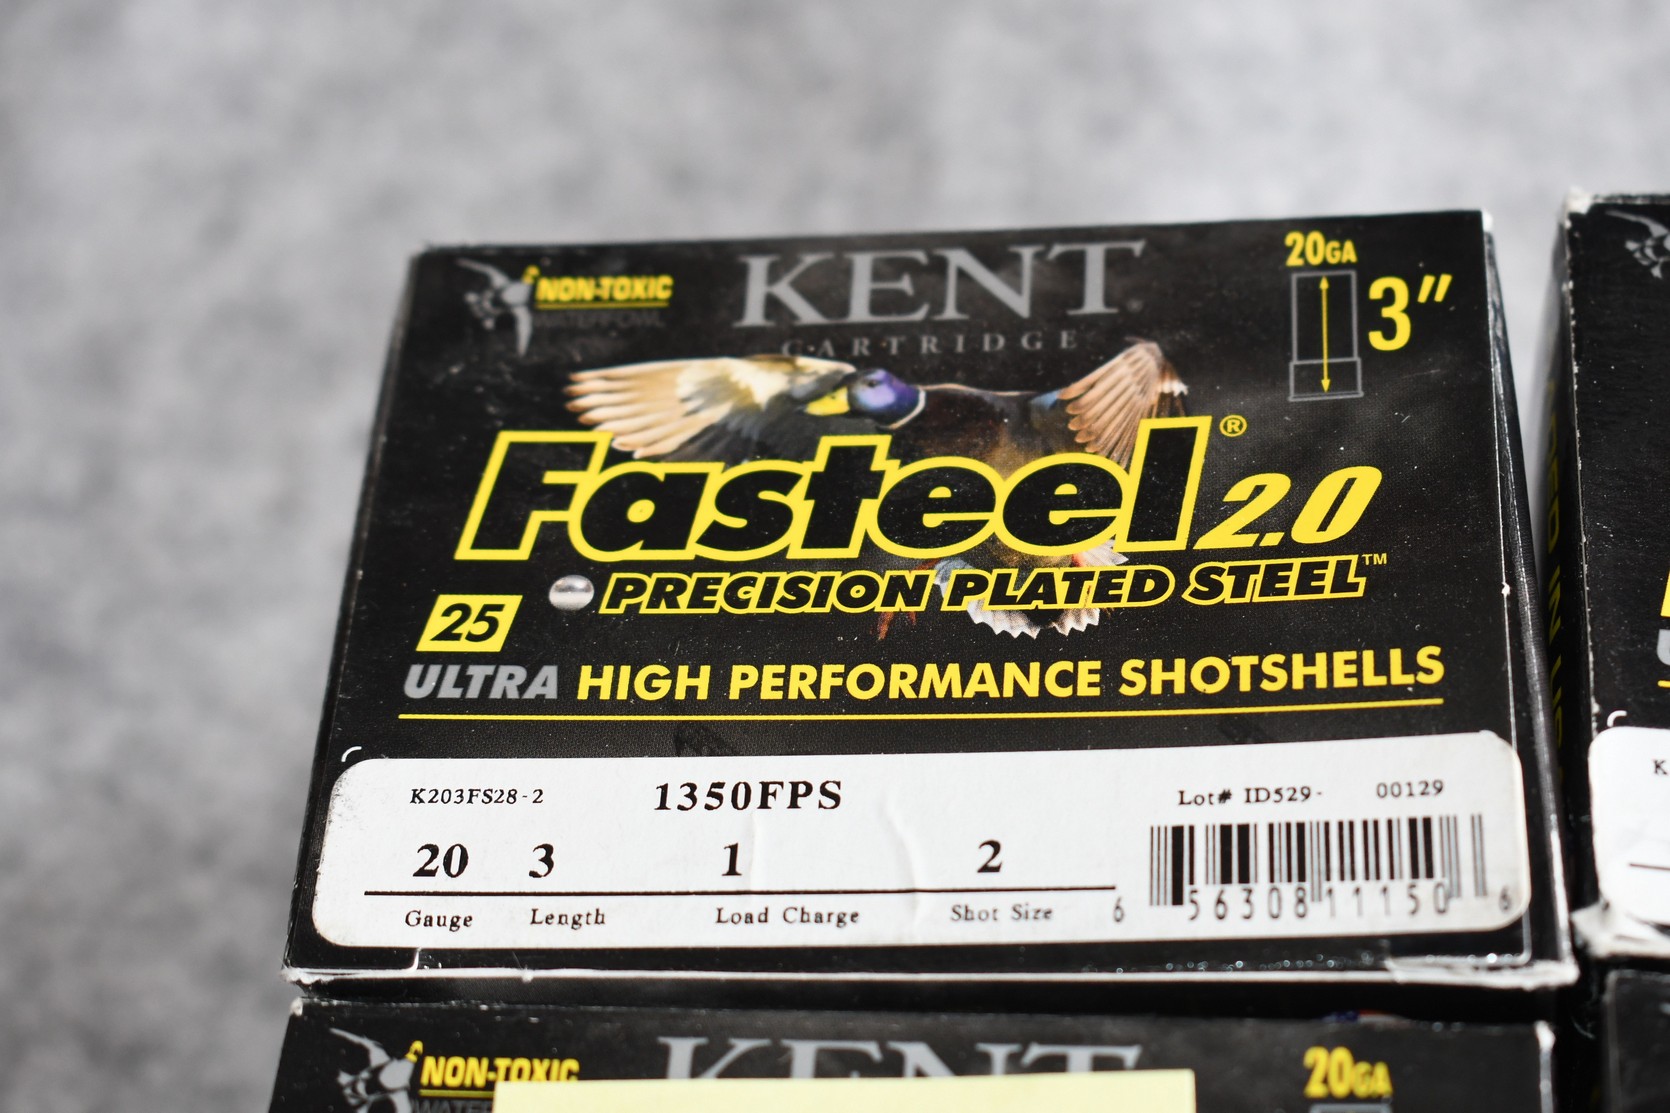 NON-TOXIC
WATERFOWL
KENT
CARTRIDGE
20GA
3"
Fasteel® 2.0
PRECISION PLATED STEEL™
25
ULTRA HIGH PERFORMANCE SHOTSHELLS
K203FS28-2 1350FPS Lot# ID529- 00129
20 3 1 2
Gauge Length Load Charge Shot Size
6 56308 11150 6
K
NON-TOXIC
KENT
20GA